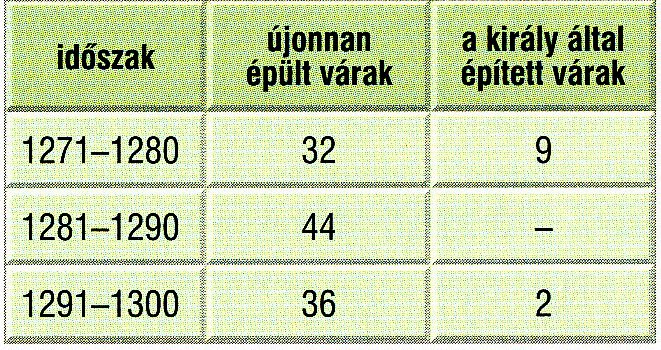 időszak
újonnan épült várak
a király által épített várak
1271–1280 32 9
1281–1290 44 –
1291–1300 36 2